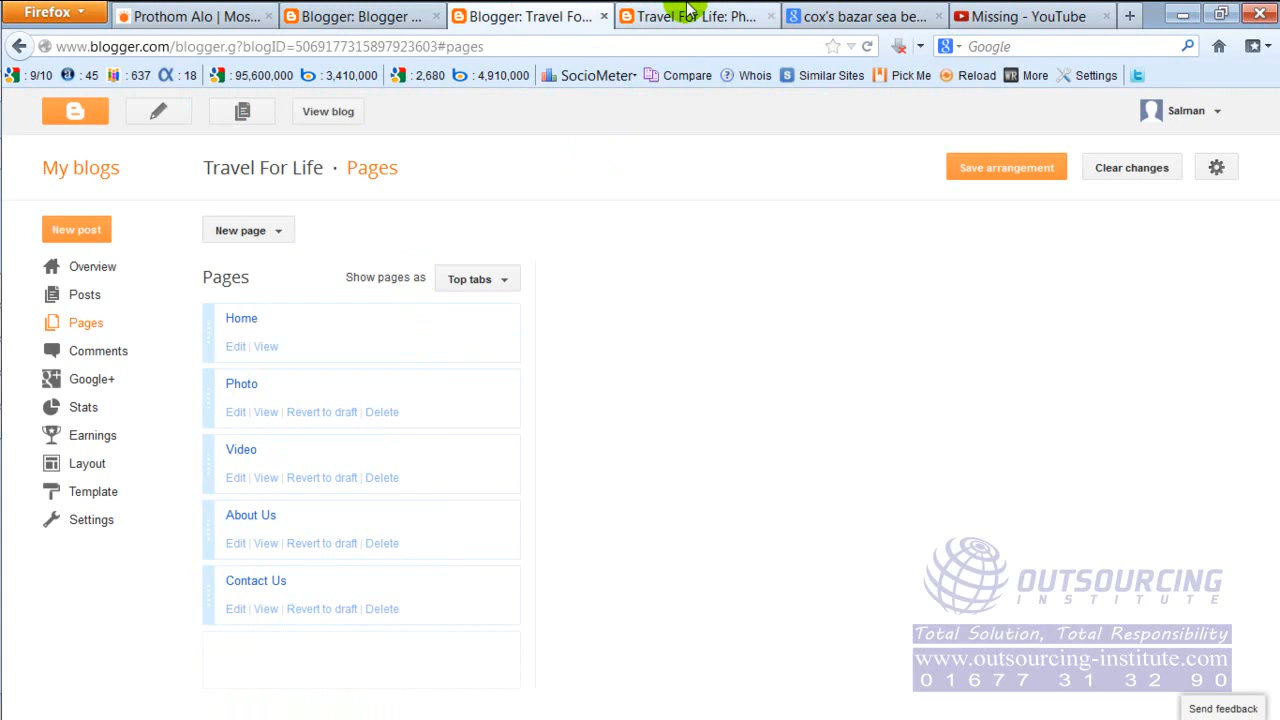 Firefox
Prothom Alo | Mos...
Blogger: Blogger ...
Blogger: Travel Fo...
Travel For Life: Ph...
cox's bazar sea be...
Missing - YouTube
www.blogger.com/blogger.g?blogID=5069177315897923603#pages
Google
: 9/10 : 45 : 637 : 18 : 95,600,000 : 3,410,000 : 2,680 : 4,910,000 SocioMeter Compare Whois Similar Sites Pick Me Reload More Settings
View blog
Salman
My blogs
Travel For Life · Pages
Save arrangement
Clear changes
New post
New page
Overview
Posts
Pages
Comments
Google+
Stats
Earnings
Layout
Template
Settings
Pages
Show pages as
Top tabs
Home
Edit | View
Photo
Edit | View | Revert to draft | Delete
Video
Edit | View | Revert to draft | Delete
About Us
Edit | View | Revert to draft | Delete
Contact Us
Edit | View | Revert to draft | Delete
OUTSOURCING
INSTITUTE
Total Solution, Total Responsibility
www.outsourcing-institute.com
01677 31 32 90
Send feedback